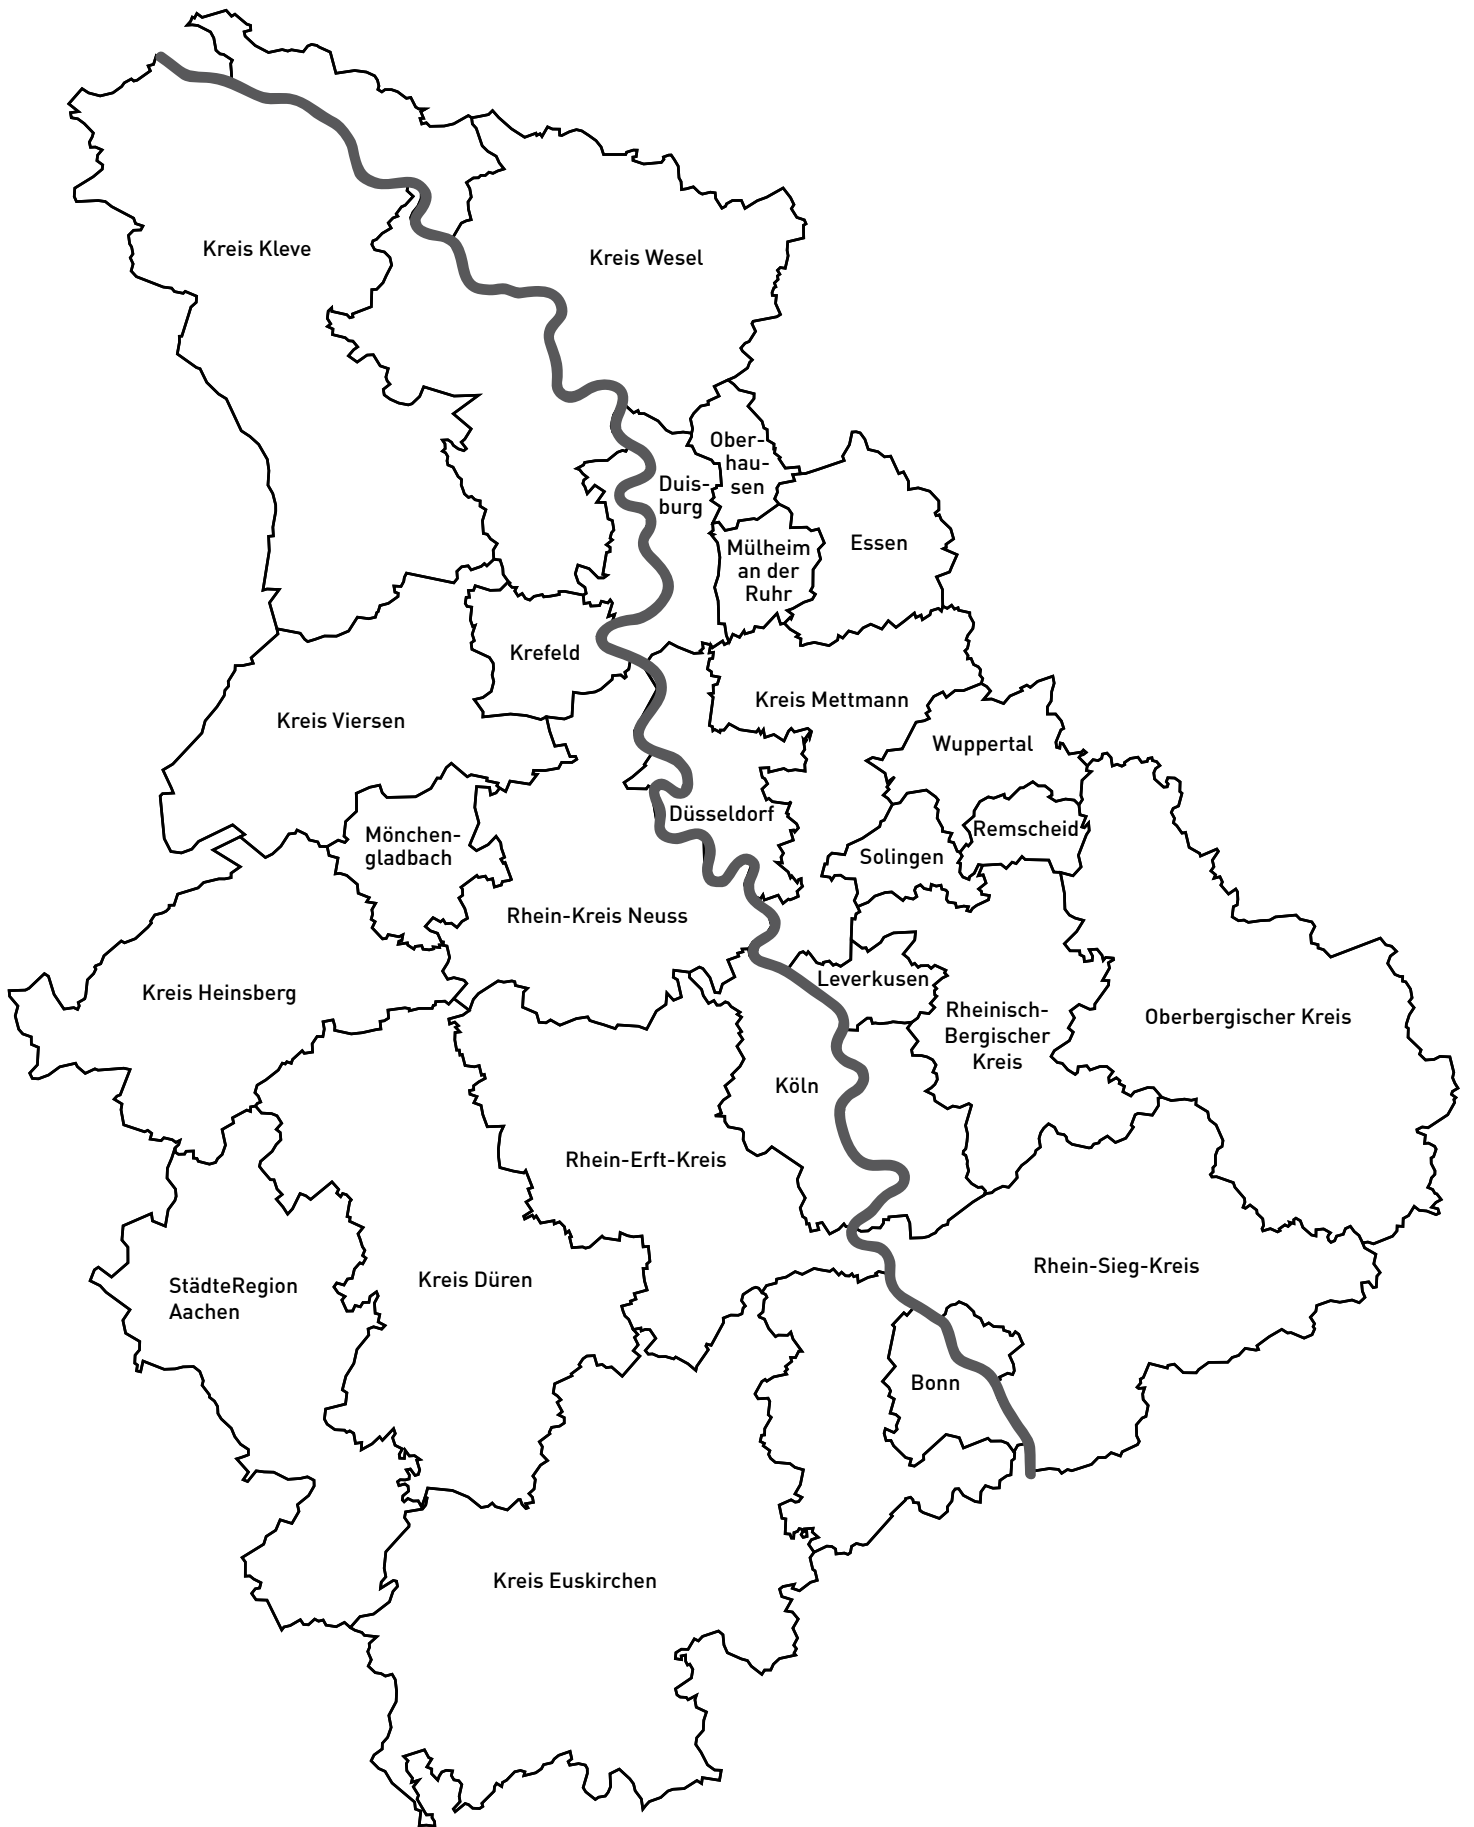 Kreis Kleve
Kreis Wesel
Ober-
hau-
sen
Duis-
burg
Essen
Mülheim
an der
Ruhr
Krefeld
Kreis Mettmann
Kreis Viersen
Wuppertal
Düsseldorf
Remscheid
Mönchen-
gladbach
Solingen
Rhein-Kreis Neuss
Leverkusen
Kreis Heinsberg
Rheinisch-
Bergischer
Kreis
Oberbergischer Kreis
Köln
Rhein-Erft-Kreis
Rhein-Sieg-Kreis
Kreis Düren
StädteRegion
Aachen
Bonn
Kreis Euskirchen